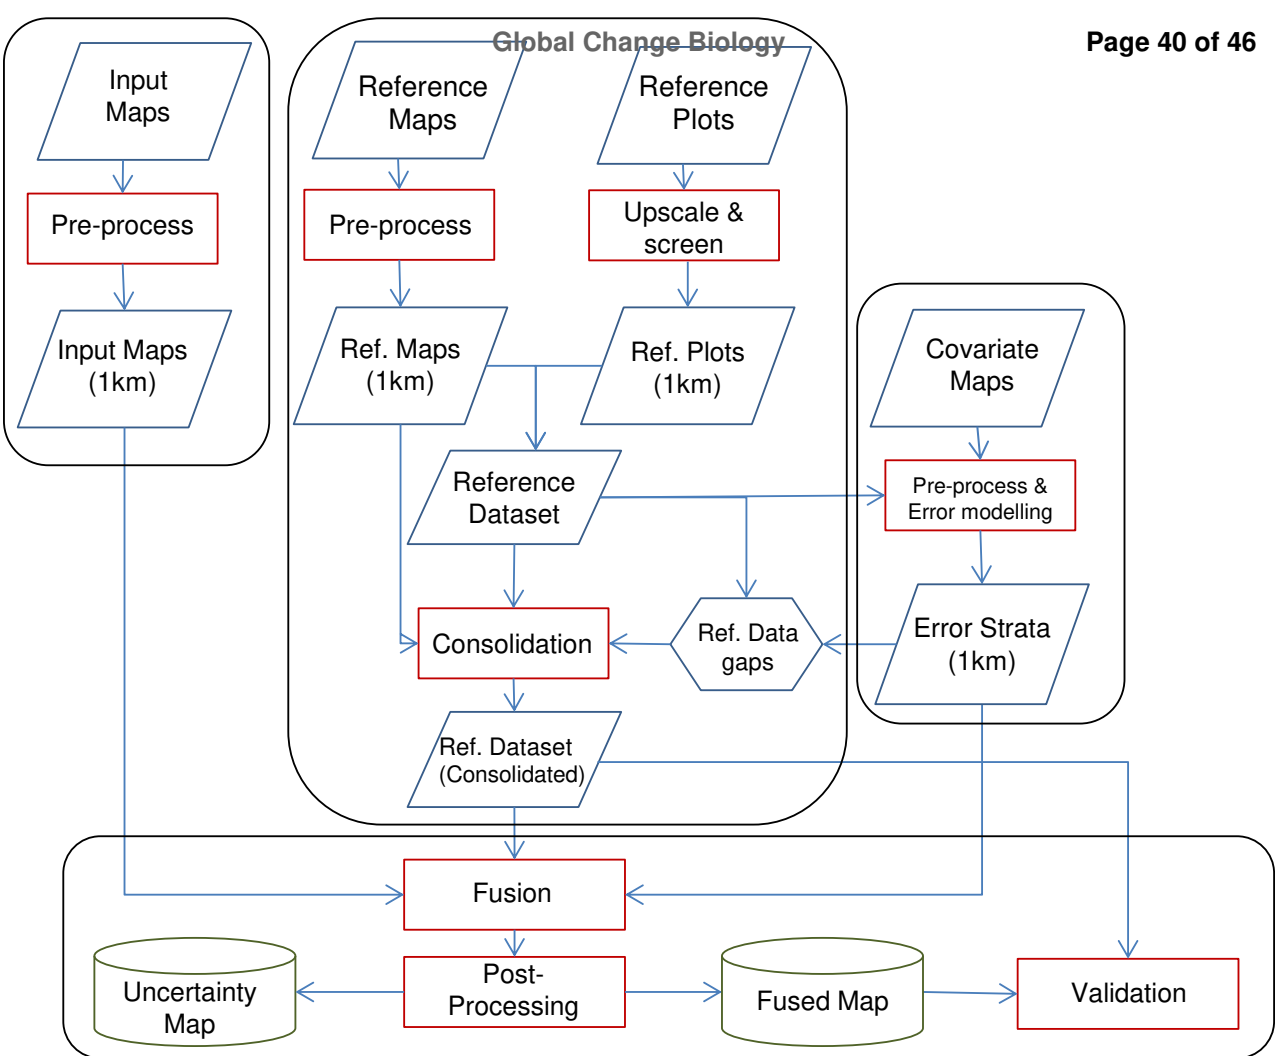 Global Change Biology
Page 40 of 46
Input
Maps
Pre-process
Input Maps
(1km)
Reference
Maps
Pre-process
Ref. Maps
(1km)
Reference
Plots
Upscale &
screen
Ref. Plots
(1km)
Reference
Dataset
Consolidation
Ref. Data
gaps
Ref. Dataset
(Consolidated)
Covariate
Maps
Pre-process &
Error modelling
Error Strata
(1km)
Fusion
Post-
Processing
Uncertainty
Map
Fused Map
Validation